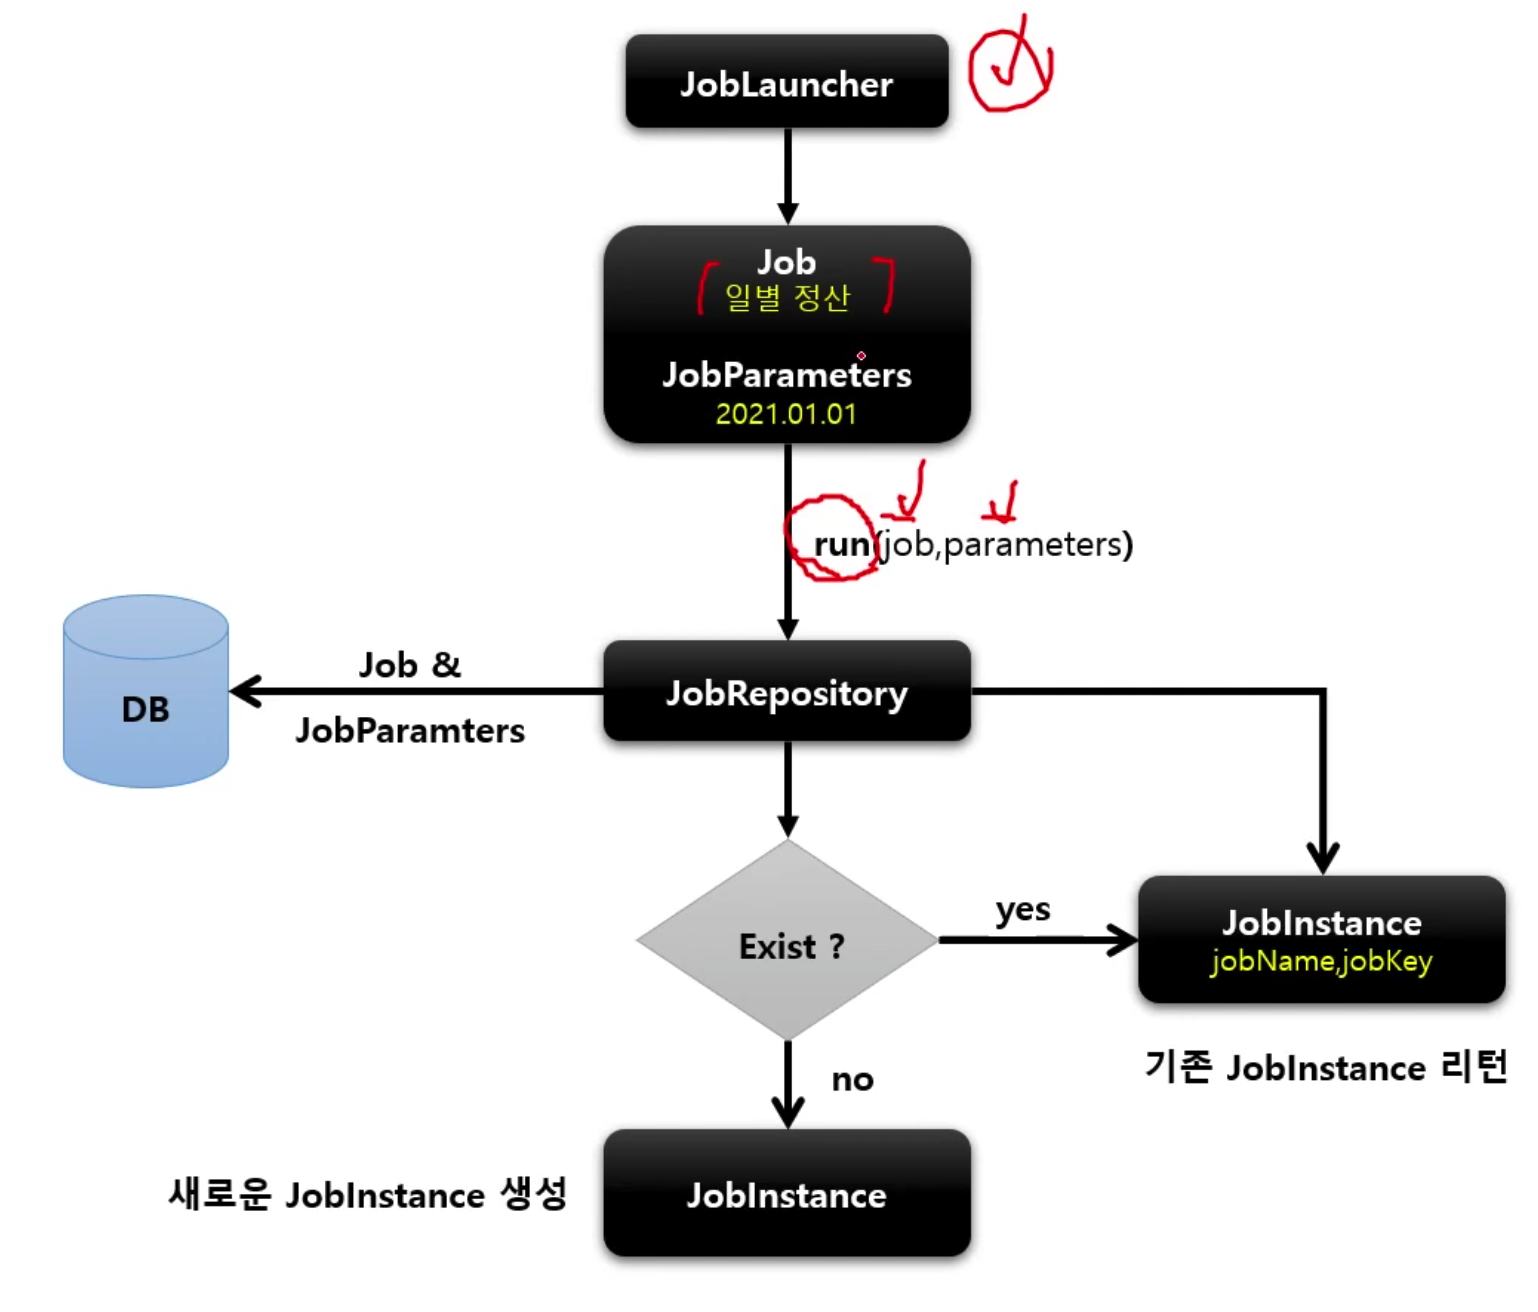 JobLauncher
Job
일별 정산
JobParameters
2021.01.01
run(job,parameters)
Job &
JobParamters
DB
JobRepository
Exist ?
yes
JobInstance
jobName,jobKey
기존 JobInstance 리턴
no
새로운 JobInstance 생성
JobInstance